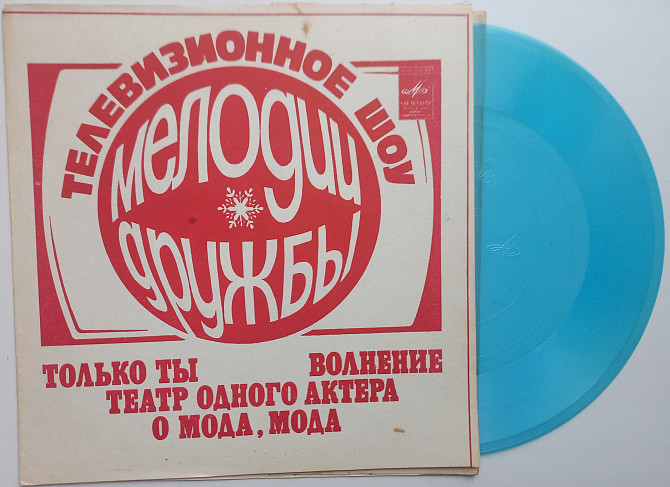 ТЕЛЕВИЗИОННОЕ ШОУ
МЕЛОДИИ
ДРУЖБЫ
ТОЛЬКО ТЫ ВОЛНЕНИЕ
ТЕАТР ОДНОГО АКТЕРА
О МОДА, МОДА